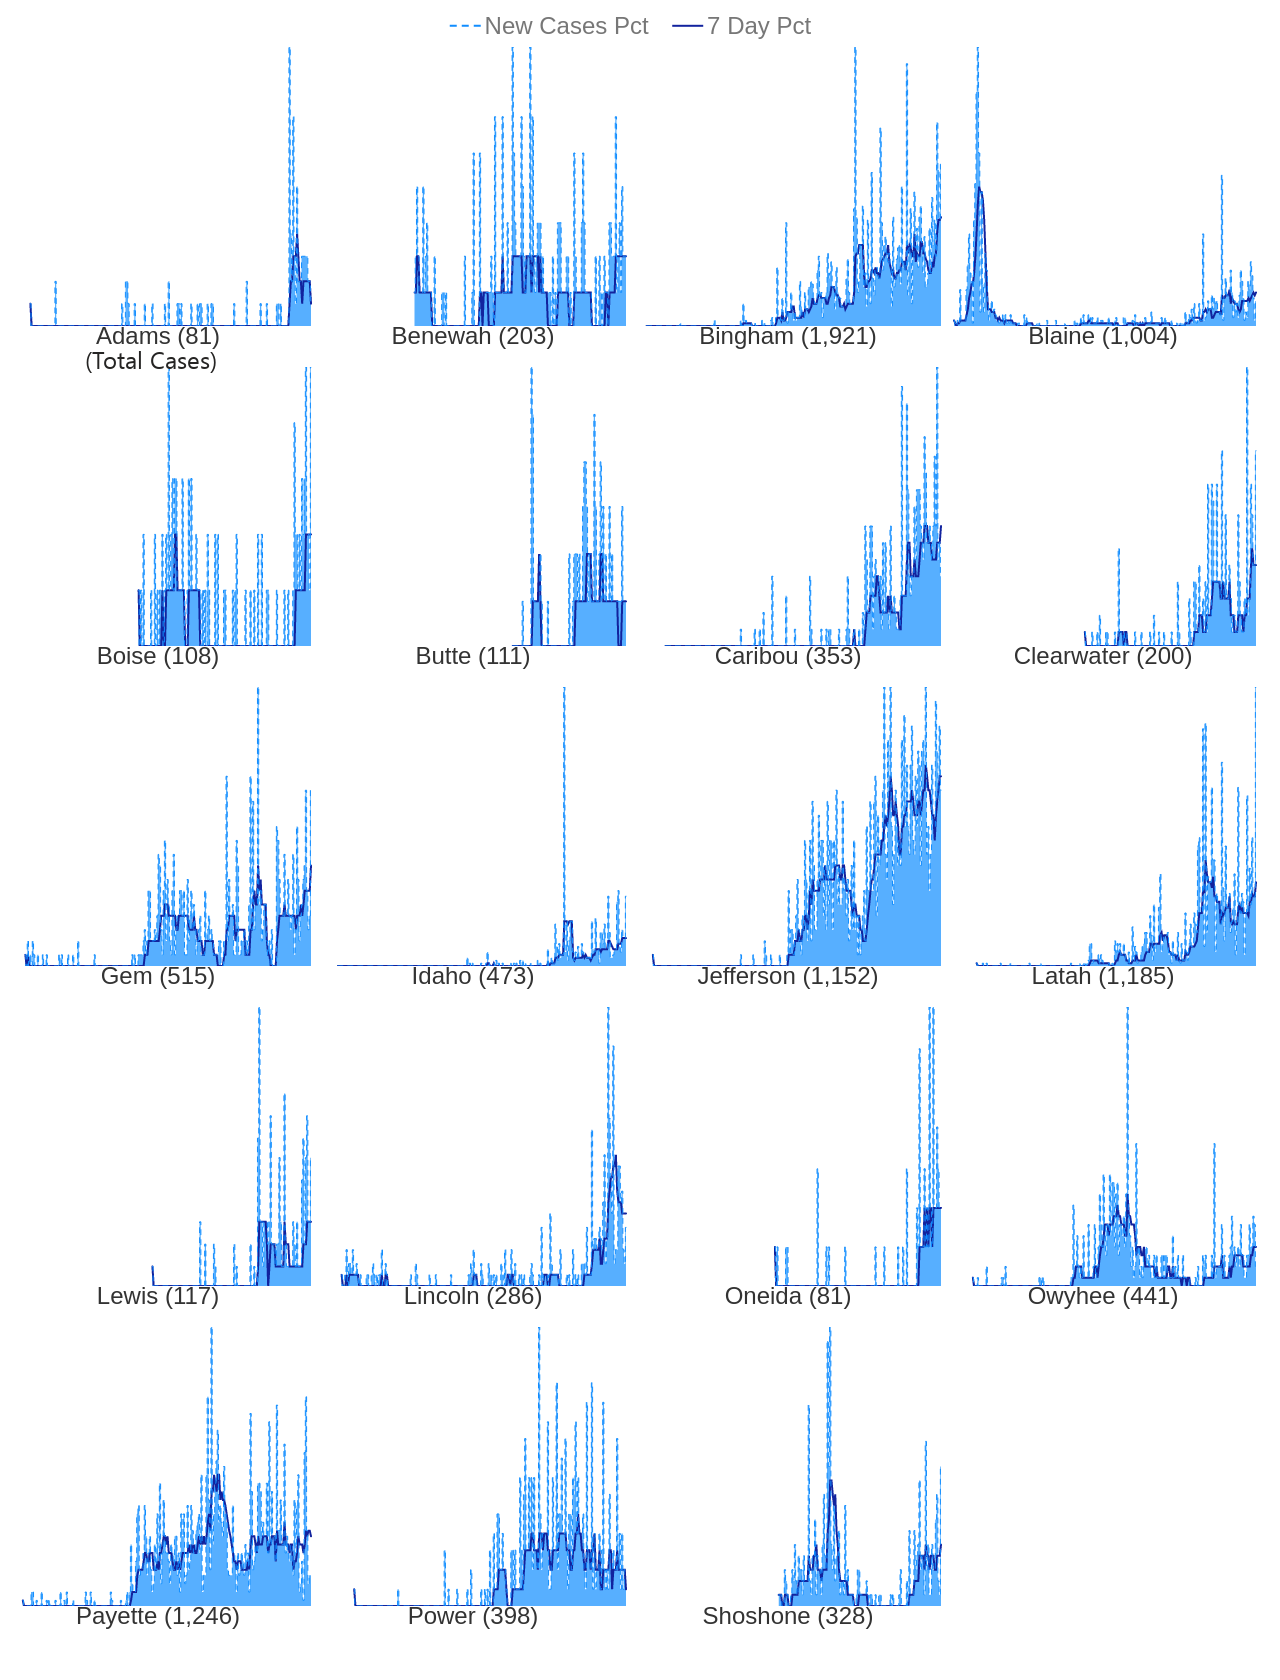 New Cases Pct 7 Day Pct
Adams (81) Benewah (203) Bingham (1,921) Blaine (1,004)
(Total Cases)
Boise (108) Butte (111) Caribou (353) Clearwater (200)
Gem (515) Idaho (473) Jefferson (1,152) Latah (1,185)
Lewis (117) Lincoln (286) Oneida (81) Owyhee (441)
Payette (1,246) Power (398) Shoshone (328)